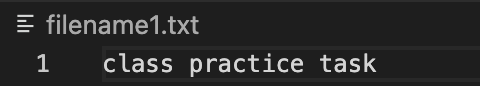 filename1.txt
1 class practice task